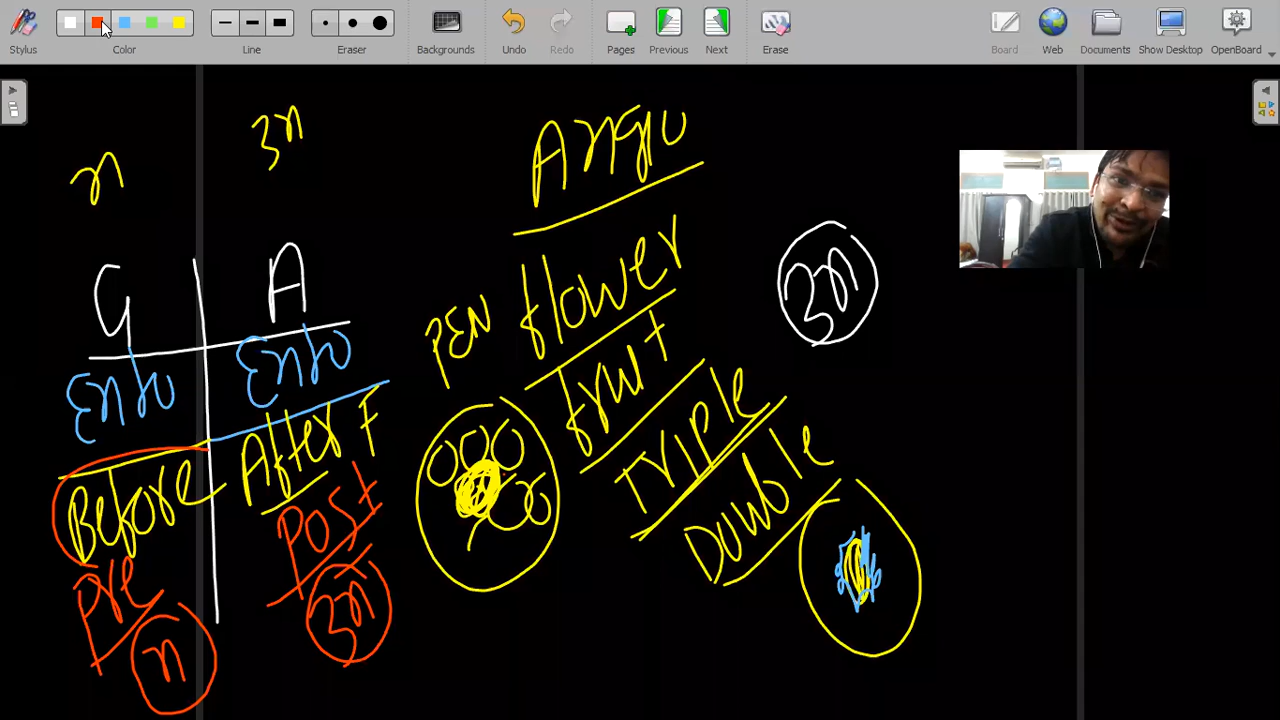 Stylus Color Line Eraser Backgrounds Undo Redo Pages Previous Next Erase Board Web Documents Show Desktop OpenBoard
n
3n
Angio
G A
Endo Endo
Before
After F
Pre
Post
n
3n
PEN
flower
fruit
TRIPLE
Double
3n